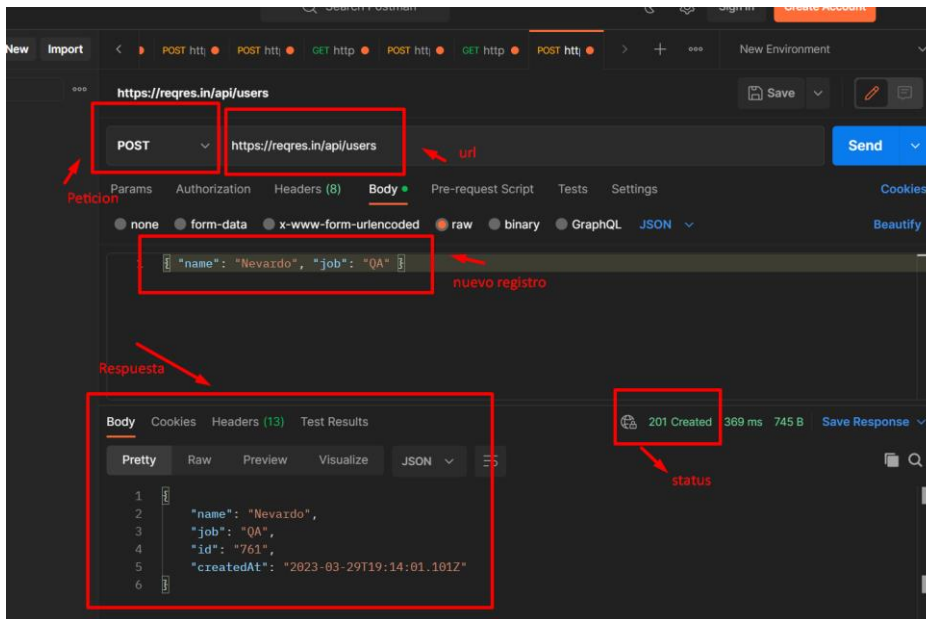 Search Postman Sign In Create Account
New Import POST htt POST htt GET http POST htt GET http POST htt New Environment
https://reqres.in/api/users Save
POST https://reqres.in/api/users Send
url
Peticion
Params Authorization Headers (8) Body Pre-request Script Tests Settings Cookies
none form-data x-www-form-urlencoded raw binary GraphQL JSON Beautify
1 { "name": "Nevardo", "job": "QA" }
nuevo registro
Respuesta
Body Cookies Headers (13) Test Results 201 Created 369 ms 745 B Save Response
status
Pretty Raw Preview Visualize JSON
1 {
2 "name": "Nevardo",
3 "job": "QA",
4 "id": "761",
5 "createdAt": "2023-03-29T19:14:01.101Z"
6 }